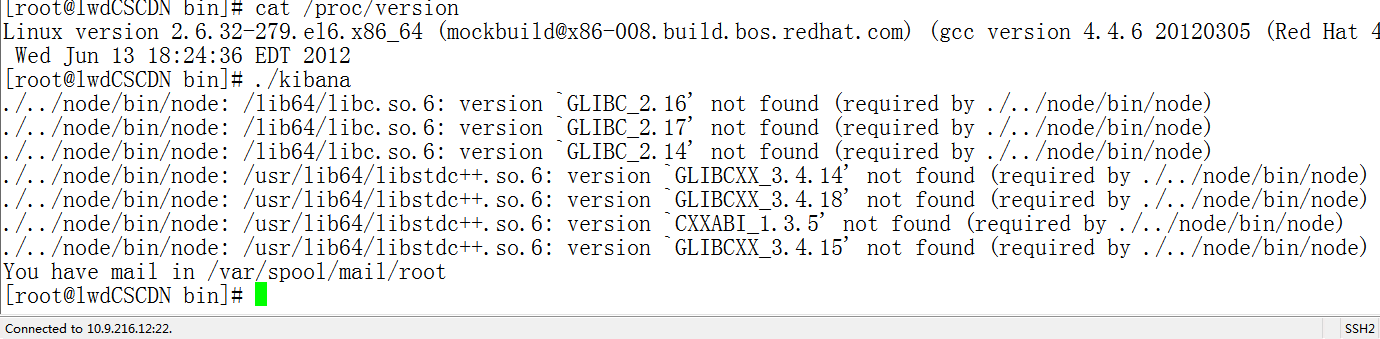 [root@lwdCSCDN bin]# cat /proc/version
Linux version 2.6.32-279.el6.x86_64 (mockbuild@x86-008.build.bos.redhat.com) (gcc version 4.4.6 20120305 (Red Hat 4
 Wed Jun 13 18:24:36 EDT 2012
[root@lwdCSCDN bin]# ./kibana
./../node/bin/node: /lib64/libc.so.6: version `GLIBC_2.16' not found (required by ./../node/bin/node)
./../node/bin/node: /lib64/libc.so.6: version `GLIBC_2.17' not found (required by ./../node/bin/node)
./../node/bin/node: /lib64/libc.so.6: version `GLIBC_2.14' not found (required by ./../node/bin/node)
./../node/bin/node: /usr/lib64/libstdc++.so.6: version `GLIBCXX_3.4.14' not found (required by ./../node/bin/node)
./../node/bin/node: /usr/lib64/libstdc++.so.6: version `GLIBCXX_3.4.18' not found (required by ./../node/bin/node)
./../node/bin/node: /usr/lib64/libstdc++.so.6: version `CXXABI_1.3.5' not found (required by ./../node/bin/node)
./../node/bin/node: /usr/lib64/libstdc++.so.6: version `GLIBCXX_3.4.15' not found (required by ./../node/bin/node)
You have mail in /var/spool/mail/root
[root@lwdCSCDN bin]#
Connected to 10.9.216.12:22.
SSH2